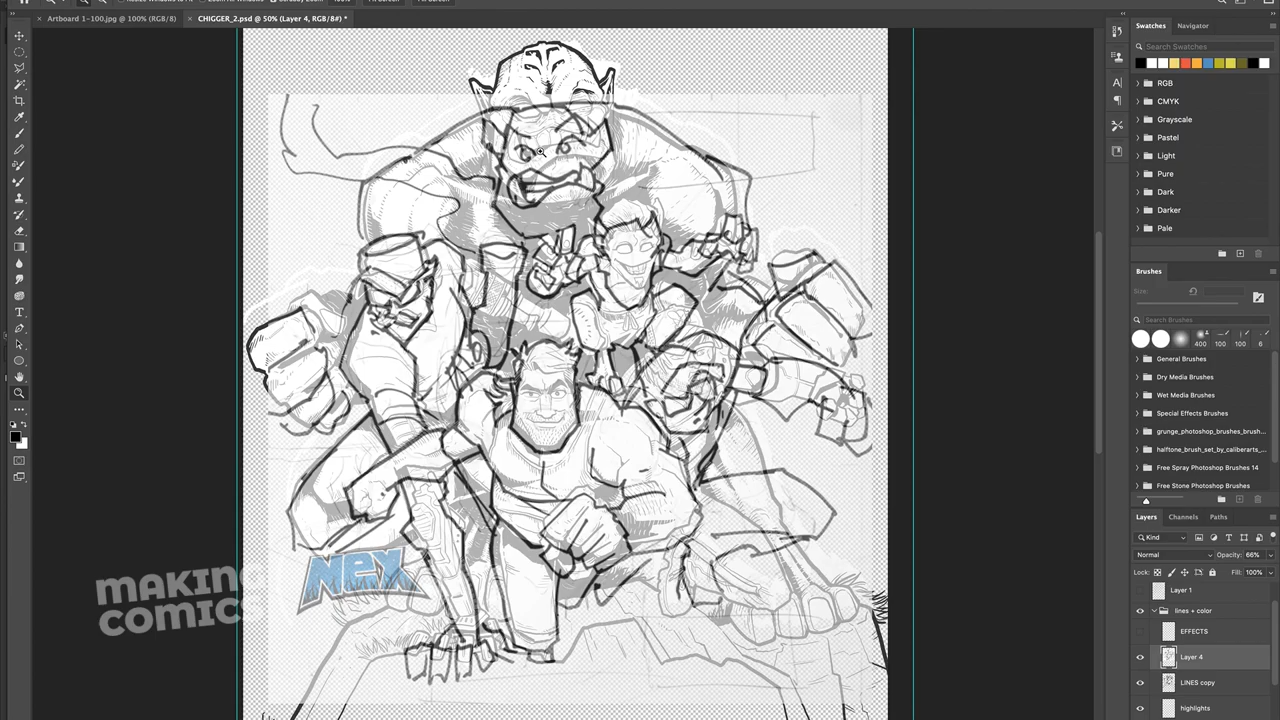 Artboard 1-100.jpg @ 100% (RGB/8)
CHIGGER_2.psd @ 50% (Layer 4, RGB/8#) *
Swatches
Navigator
Search Swatches
RGB
CMYK
Grayscale
Pastel
Light
Pure
Dark
Darker
Pale
Brushes
Size:
Search Brushes
400
100
100
6
General Brushes
Dry Media Brushes
Wet Media Brushes
Special Effects Brushes
grunge_photoshop_brushes_brush...
halftone_brush_set_by_caliberarts_...
Free Spray Photoshop Brushes 14
Free Stone Photoshop Brushes
Layers
Channels
Paths
Kind
Normal
Opacity: 66%
Lock:
Fill: 100%
Layer 1
lines + color
EFFECTS
Layer 4
LINES copy
highlights
NEX
MAKING
COMICS